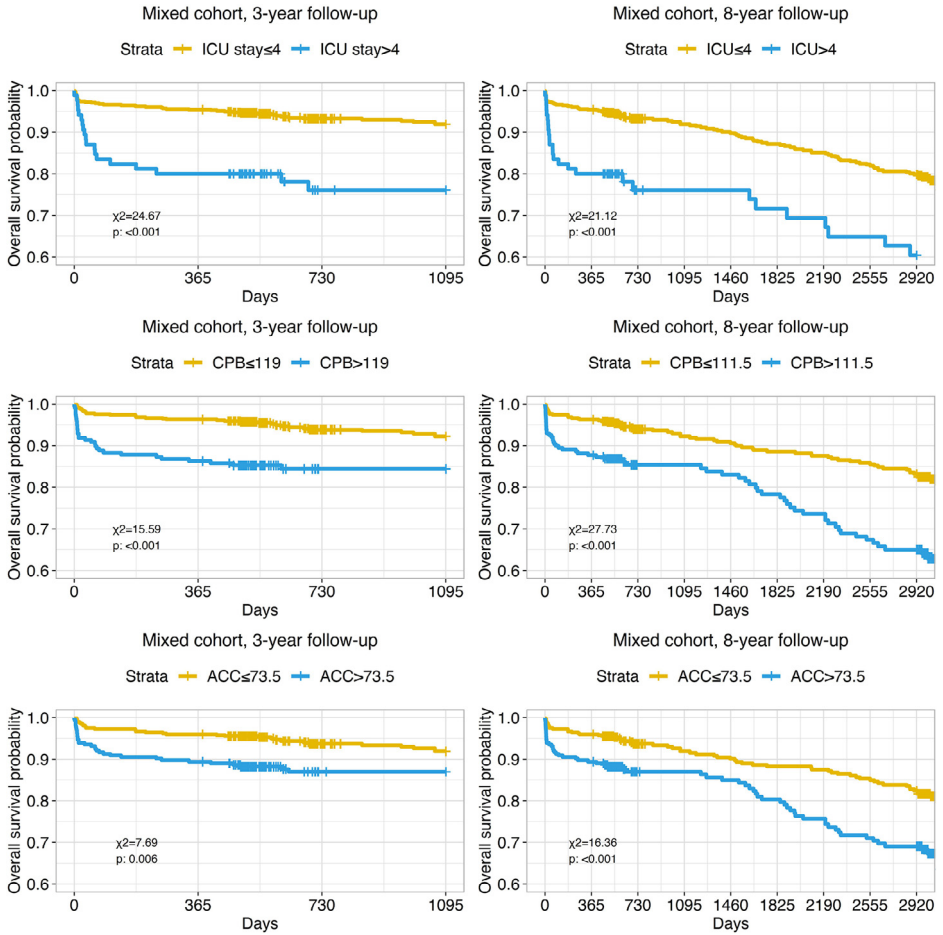 Mixed cohort, 3-year follow-up
Strata ICU stay≤4 ICU stay>4
Overall survival probability
1.0
0.9
0.8
0.7
0.6
χ2=24.67
p: <0.001
0 365 730 1095
Days
Mixed cohort, 8-year follow-up
Strata ICU≤4 ICU>4
Overall survival probability
1.0
0.9
0.8
0.7
0.6
χ2=21.12
p: <0.001
0 365 730 1095 1460 1825 2190 2555 2920
Days
Mixed cohort, 3-year follow-up
Strata CPB≤119 CPB>119
Overall survival probability
1.0
0.9
0.8
0.7
0.6
χ2=15.59
p: <0.001
0 365 730 1095
Days
Mixed cohort, 8-year follow-up
Strata CPB≤111.5 CPB>111.5
Overall survival probability
1.0
0.9
0.8
0.7
0.6
χ2=27.73
p: <0.001
0 365 730 1095 1460 1825 2190 2555 2920
Days
Mixed cohort, 3-year follow-up
Strata ACC≤73.5 ACC>73.5
Overall survival probability
1.0
0.9
0.8
0.7
0.6
χ2=7.69
p: 0.006
0 365 730 1095
Days
Mixed cohort, 8-year follow-up
Strata ACC≤73.5 ACC>73.5
Overall survival probability
1.0
0.9
0.8
0.7
0.6
χ2=16.36
p: <0.001
0 365 730 1095 1460 1825 2190 2555 2920
Days